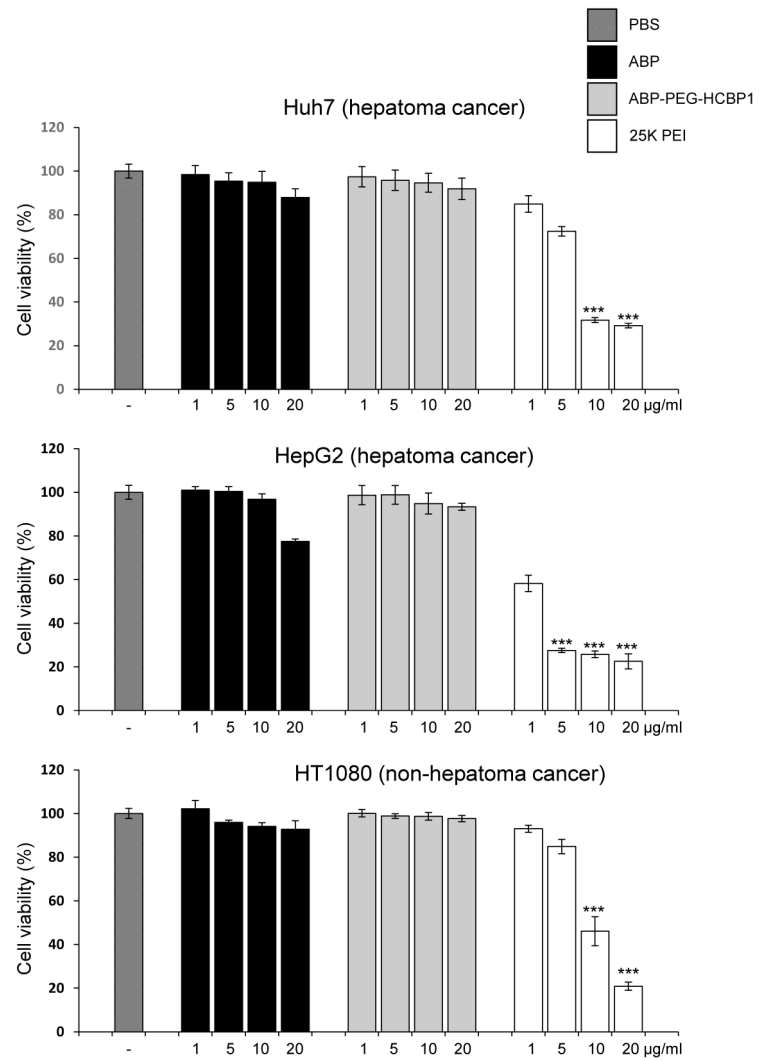 PBS
ABP
ABP-PEG-HCBP1
25K PEI
Huh7 (hepatoma cancer)
Cell viability (%)
120
100
80
60
40
20
0
*** ***
- 1 5 10 20 1 5 10 20 1 5 10 20 µg/ml
HepG2 (hepatoma cancer)
Cell viability (%)
120
100
80
60
40
20
0
*** *** ***
- 1 5 10 20 1 5 10 20 1 5 10 20 µg/ml
HT1080 (non-hepatoma cancer)
Cell viability (%)
120
100
80
60
40
20
0
***
***
- 1 5 10 20 1 5 10 20 1 5 10 20 µg/ml